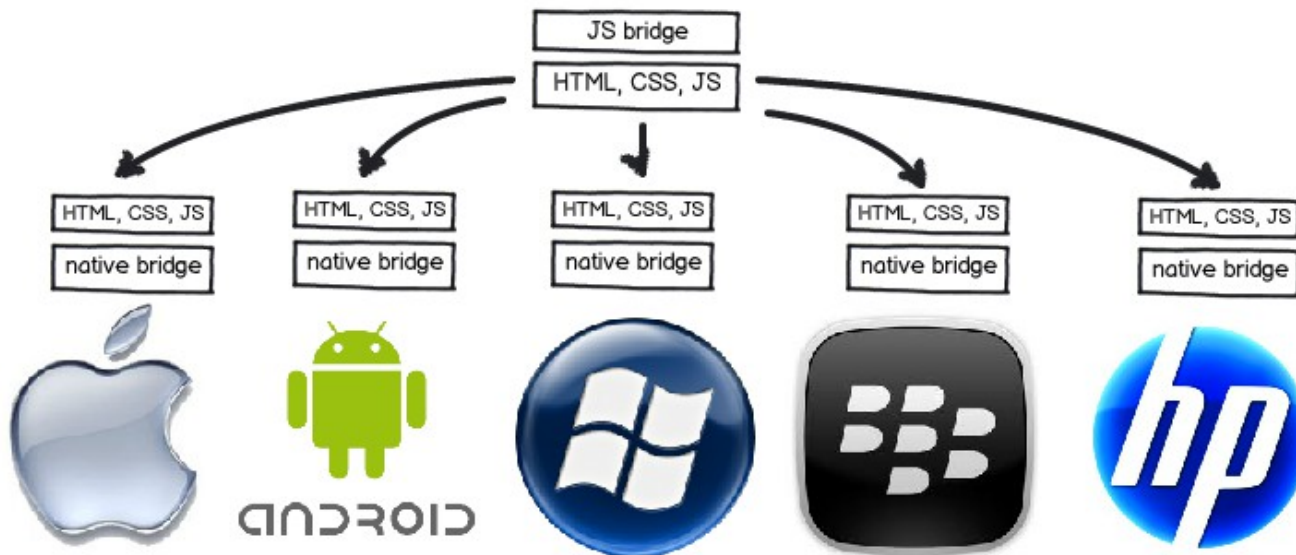 JS bridge
HTML, CSS, JS
HTML, CSS, JS
HTML, CSS, JS
HTML, CSS, JS
HTML, CSS, JS
HTML, CSS, JS
native bridge
native bridge
native bridge
native bridge
native bridge
ANDROID
hp